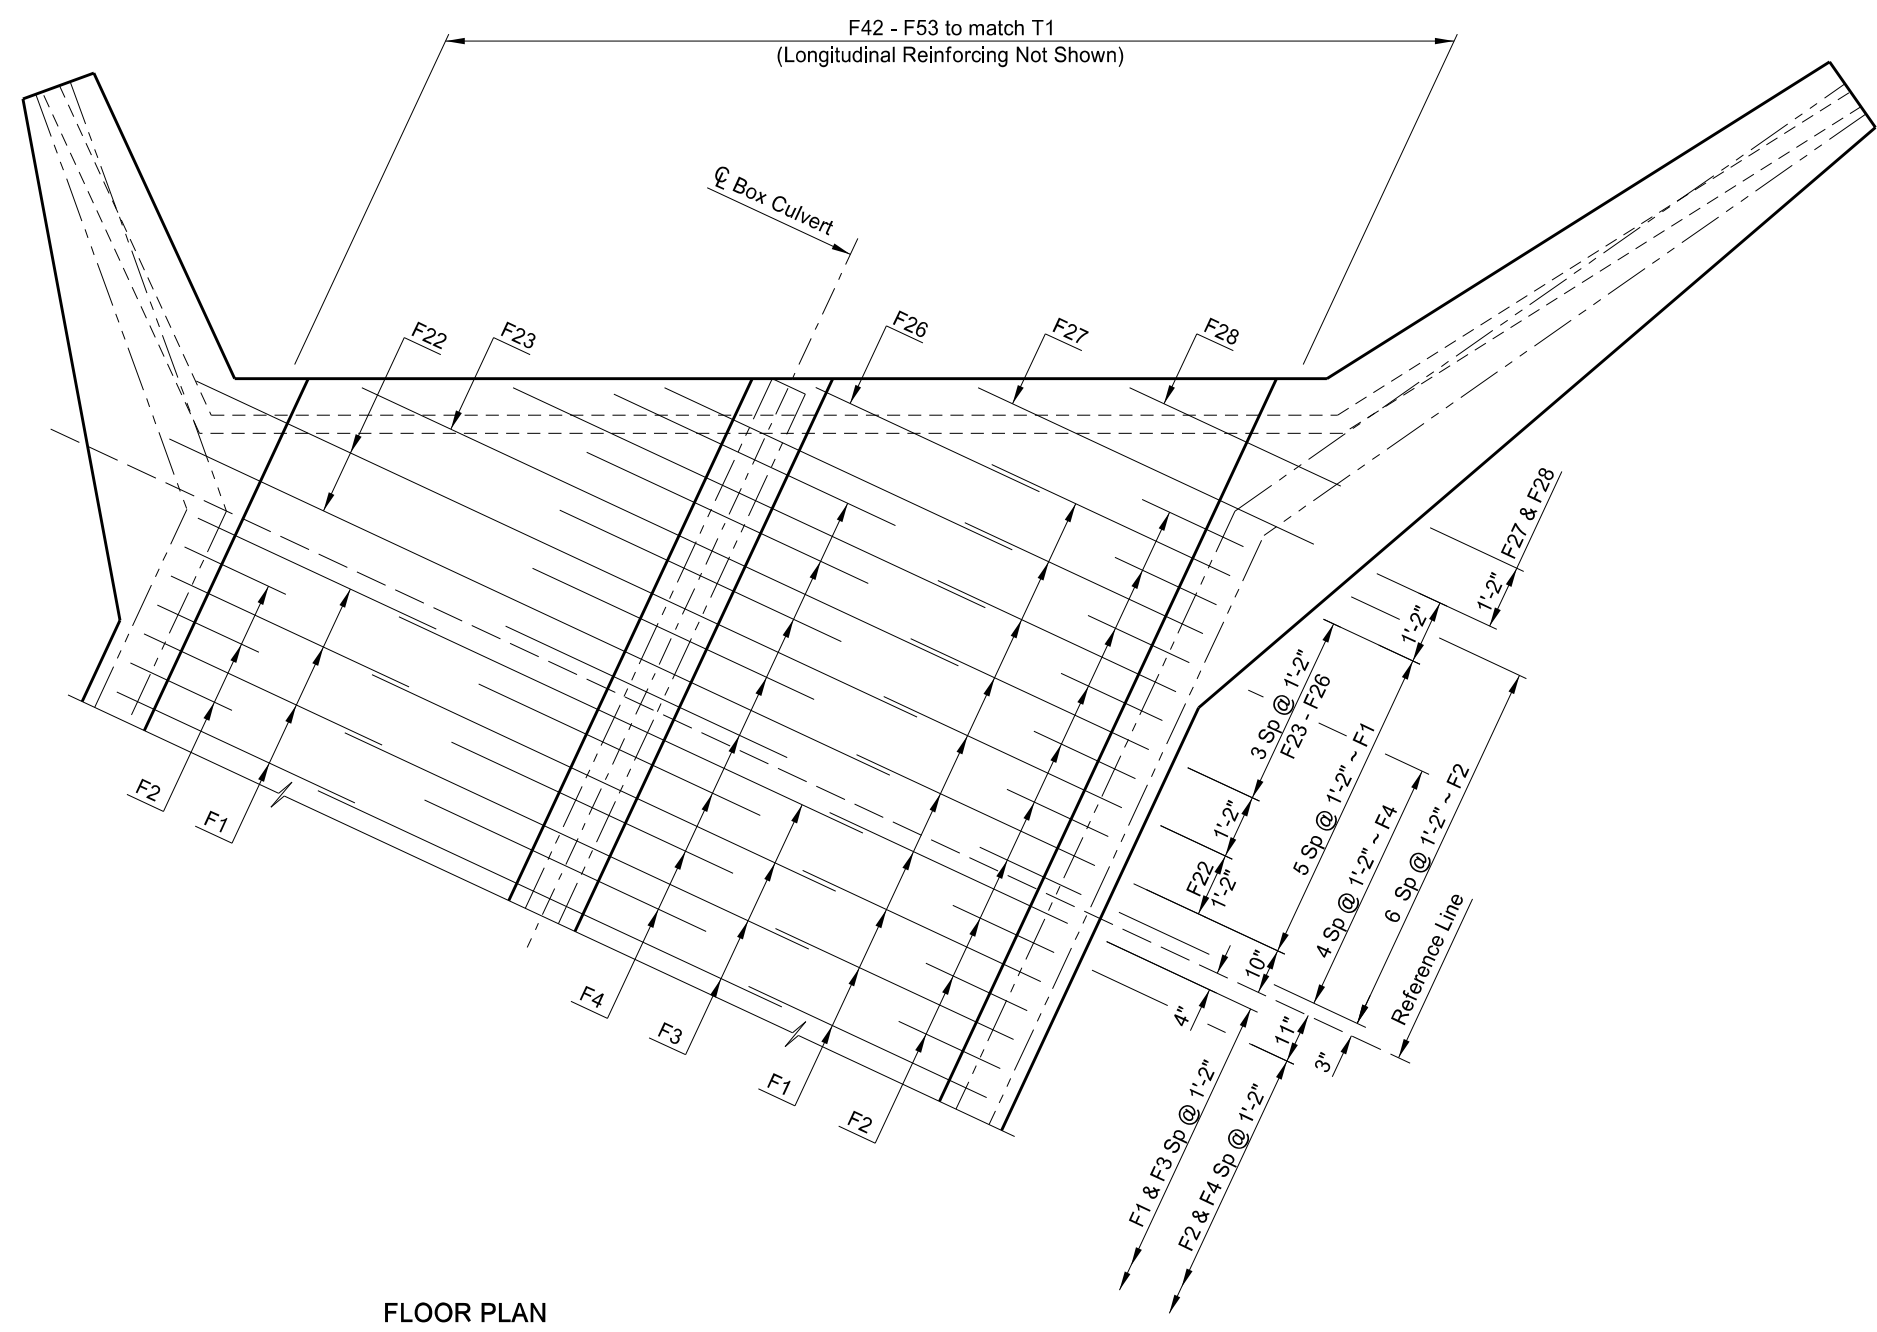 F42 - F53 to match T1
(Longitudinal Reinforcing Not Shown)
℄ Box Culvert
F22
F23
F26
F27
F28
F27 & F28
1'-2"
1'-2"
3 Sp @ 1'-2"
F23 - F26
5 Sp @ 1'-2" ~ F1
1'-2"
F22
1'-2"
4 Sp @ 1'-2" ~ F4
6 Sp @ 1'-2" ~ F2
Reference Line
10"
4"
11"
3"
F1 & F3 Sp @ 1'-2"
F2 & F4 Sp @ 1'-2"
F2
F1
F4
F3
F1
F2
FLOOR PLAN